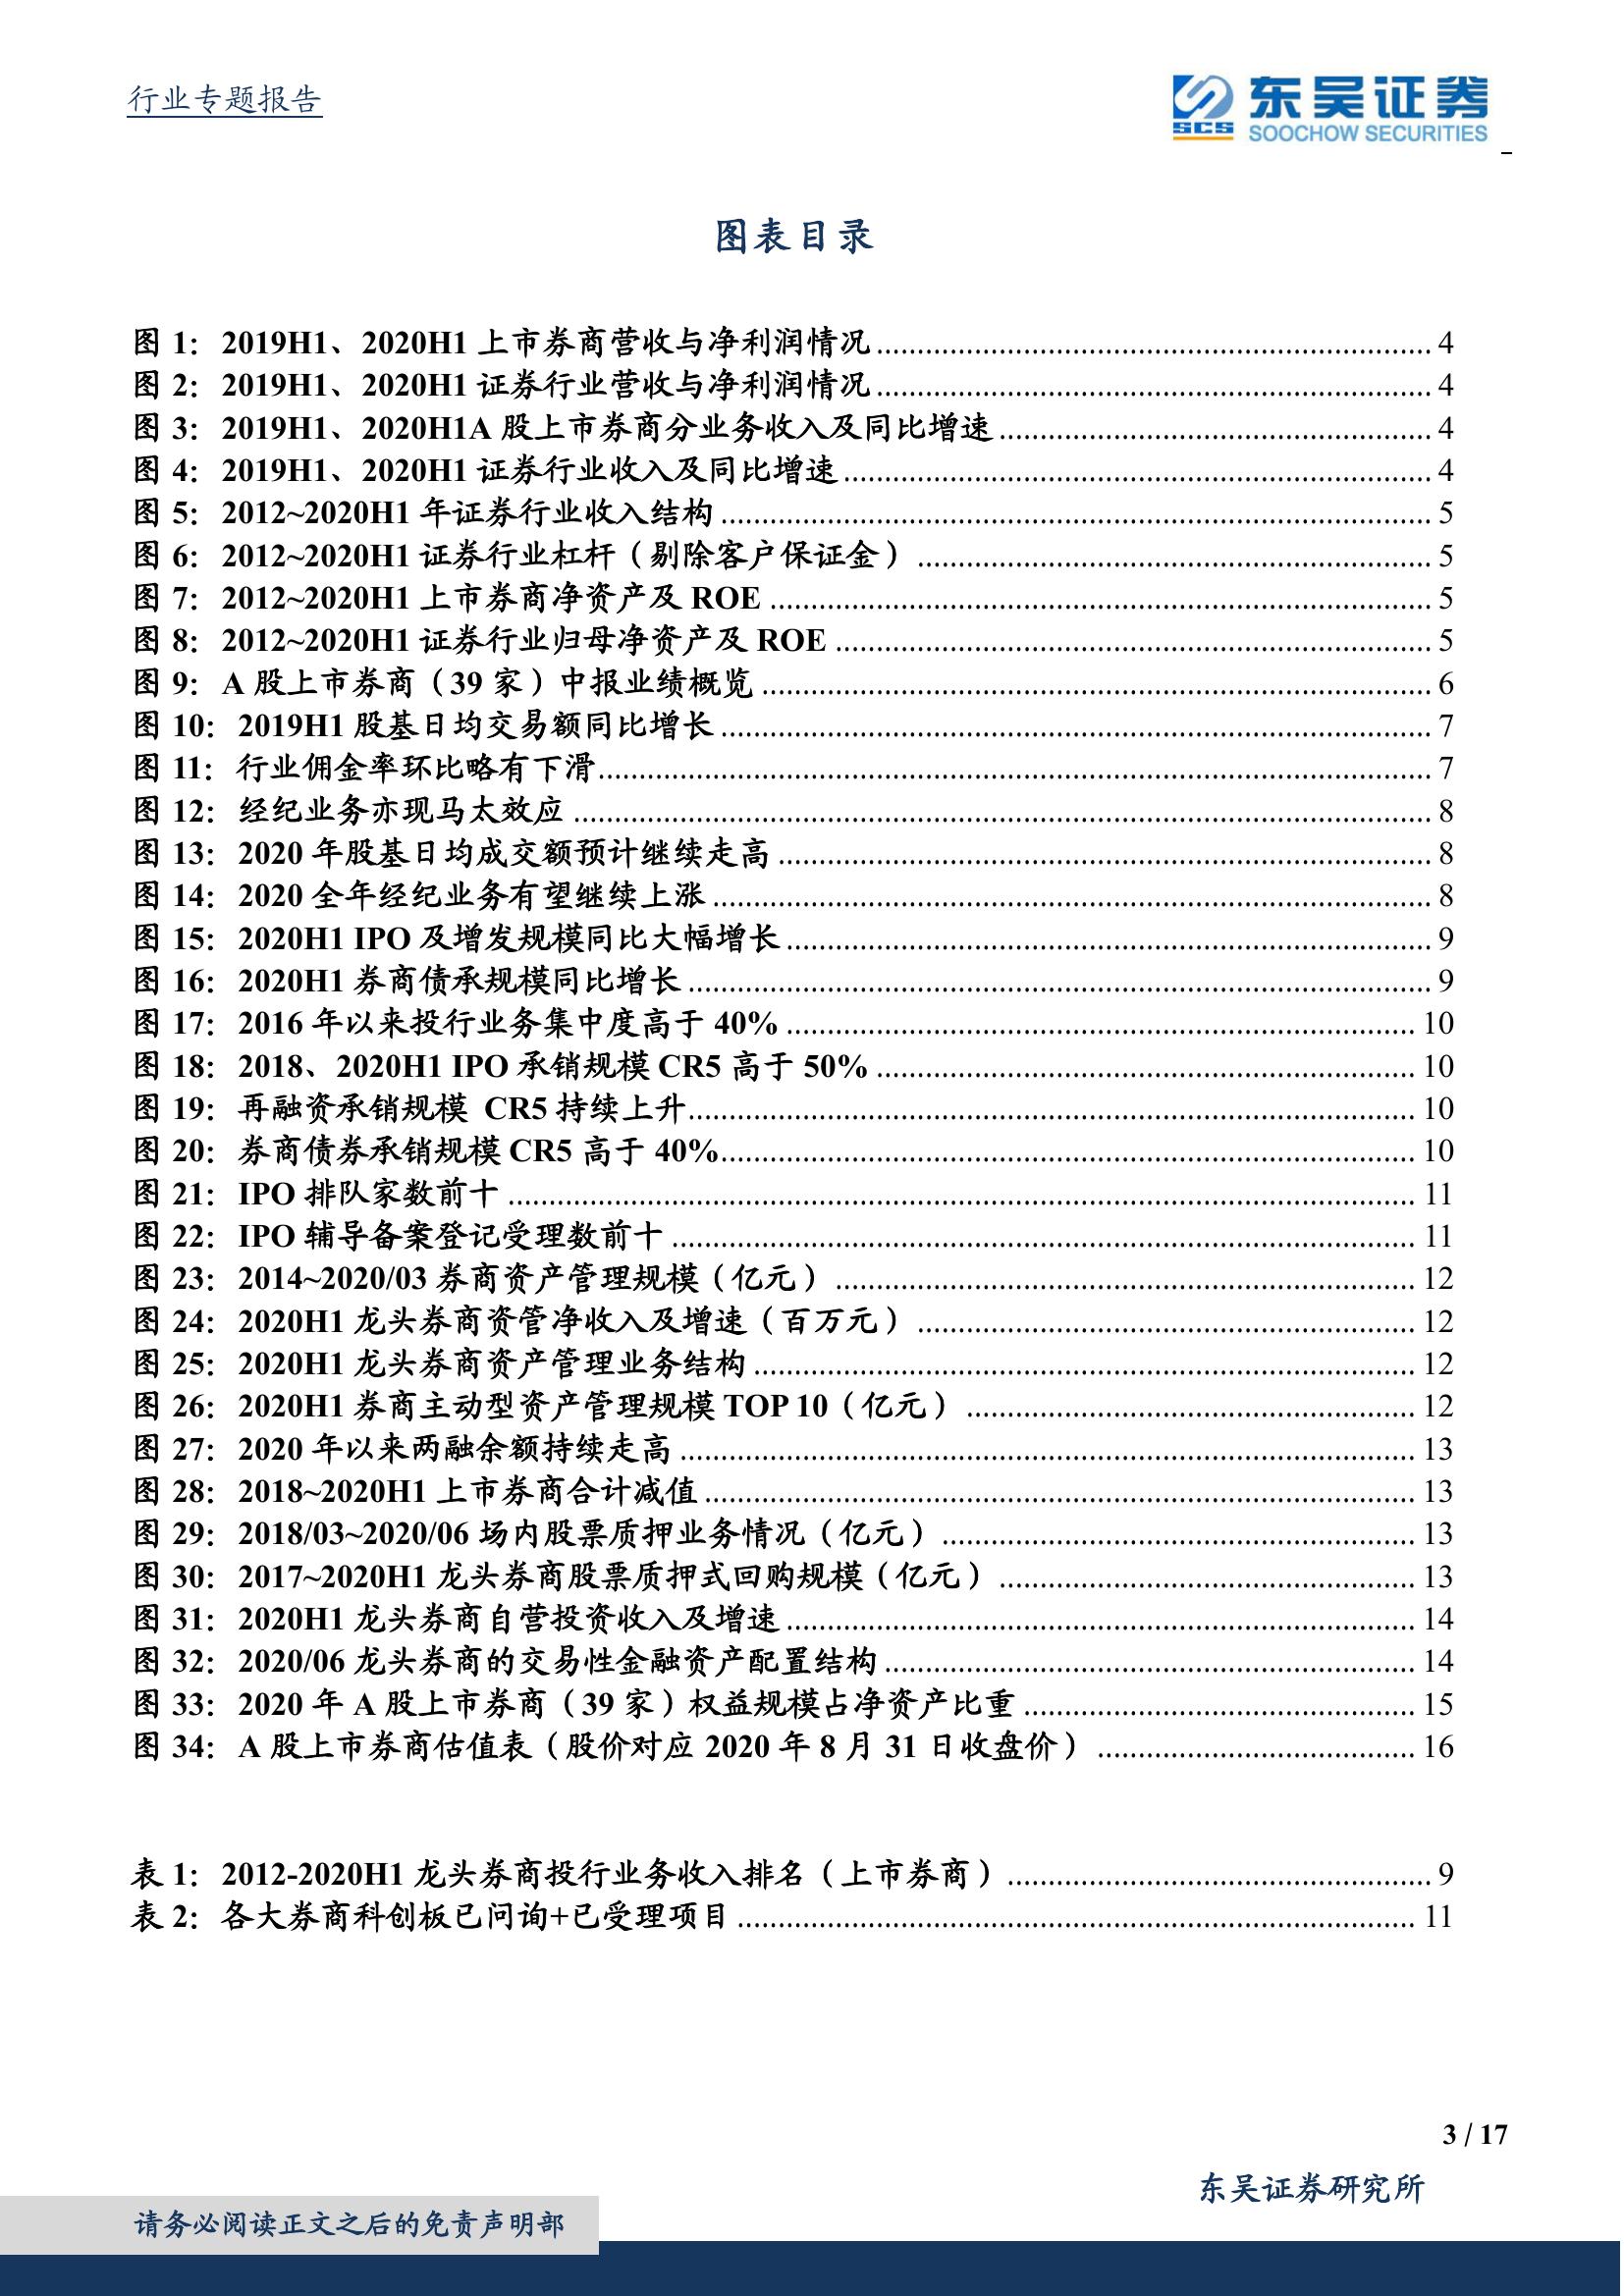 行业专题报告
东吴证券
SCS
SOOCHOW SECURITIES
图表目录
图 1： 2019H1、2020H1 上市券商营收与净利润情况 4
图 2： 2019H1、2020H1 证券行业营收与净利润情况 4
图 3： 2019H1、2020H1A 股上市券商分业务收入及同比增速 4
图 4： 2019H1、2020H1 证券行业收入及同比增速 4
图 5： 2012~2020H1 年证券行业收入结构 5
图 6： 2012~2020H1 证券行业杠杆（剔除客户保证金） 5
图 7： 2012~2020H1 上市券商净资产及 ROE 5
图 8： 2012~2020H1 证券行业归母净资产及 ROE 5
图 9： A 股上市券商（39 家）中报业绩概览 6
图 10： 2019H1 股基日均交易额同比增长 7
图 11： 行业佣金率环比略有下滑 7
图 12： 经纪业务亦现马太效应 8
图 13： 2020 年股基日均成交额预计继续走高 8
图 14： 2020 全年经纪业务有望继续上涨 8
图 15： 2020H1 IPO 及增发规模同比大幅增长 9
图 16： 2020H1 券商债承规模同比增长 9
图 17： 2016 年以来投行业务集中度高于 40% 10
图 18： 2018、2020H1 IPO 承销规模 CR5 高于 50% 10
图 19： 再融资承销规模 CR5 持续上升 10
图 20： 券商债券承销规模 CR5 高于 40% 10
图 21： IPO 排队家数前十 11
图 22： IPO 辅导备案登记受理数前十 11
图 23： 2014~2020/03 券商资产管理规模（亿元） 12
图 24： 2020H1 龙头券商资管净收入及增速（百万元） 12
图 25： 2020H1 龙头券商资产管理业务结构 12
图 26： 2020H1 券商主动型资产管理规模 TOP 10（亿元） 12
图 27： 2020 年以来两融余额持续走高 13
图 28： 2018~2020H1 上市券商合计减值 13
图 29： 2018/03~2020/06 场内股票质押业务情况（亿元） 13
图 30： 2017~2020H1 龙头券商股票质押式回购规模（亿元） 13
图 31： 2020H1 龙头券商自营投资收入及增速 14
图 32： 2020/06 龙头券商的交易性金融资产配置结构 14
图 33： 2020 年 A 股上市券商（39 家）权益规模占净资产比重 15
图 34： A 股上市券商估值表（股价对应 2020 年 8 月 31 日收盘价） 16
表 1： 2012-2020H1 龙头券商投行业务收入排名（上市券商） 9
表 2： 各大券商科创板已问询+已受理项目 11
3 / 17
东吴证券研究所
请务必阅读正文之后的免责声明部